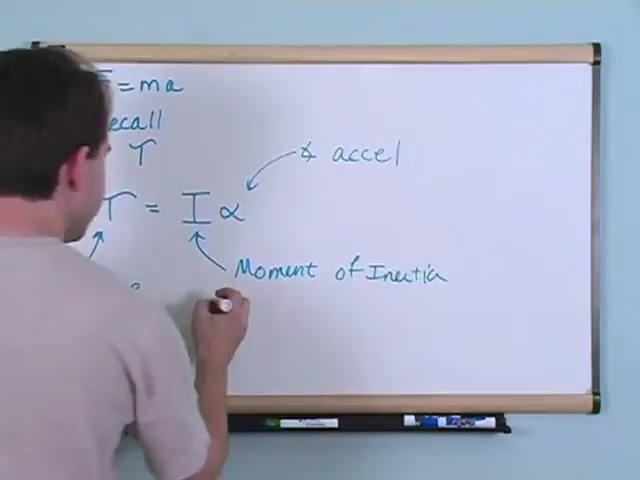 = ma
ecall
τ
∡ accel
τ = I α
Moment of Inertia